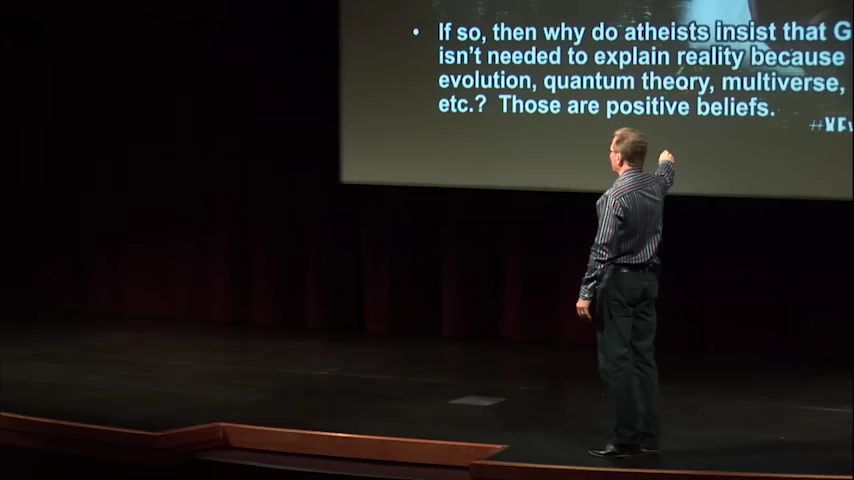 • If so, then why do atheists insist that G
isn't needed to explain reality because
evolution, quantum theory, multiverse,
etc.? Those are positive beliefs.